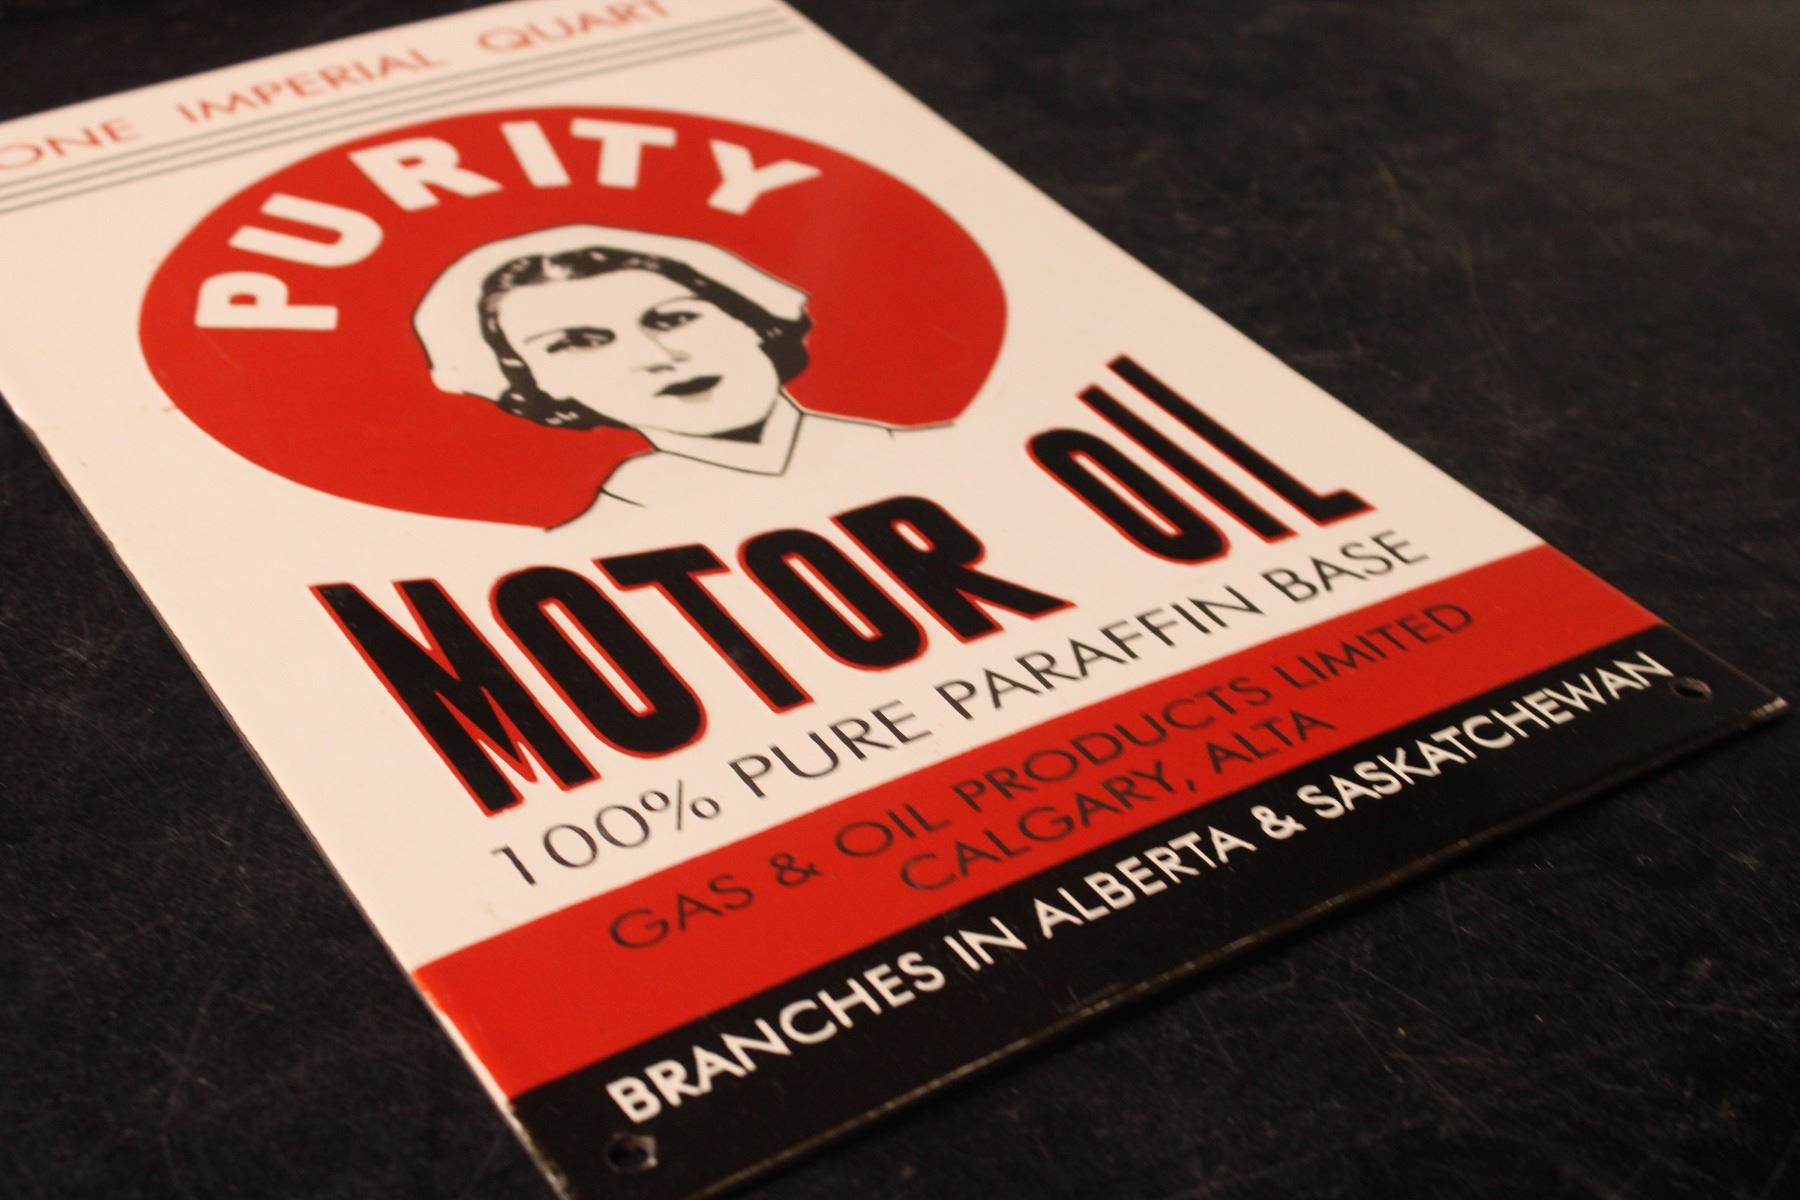 ONE IMPERIAL QUART
PURITY
MOTOR OIL
100% PURE PARAFFIN BASE
GAS & OIL PRODUCTS LIMITED
CALGARY, ALTA
BRANCHES IN ALBERTA & SASKATCHEWAN